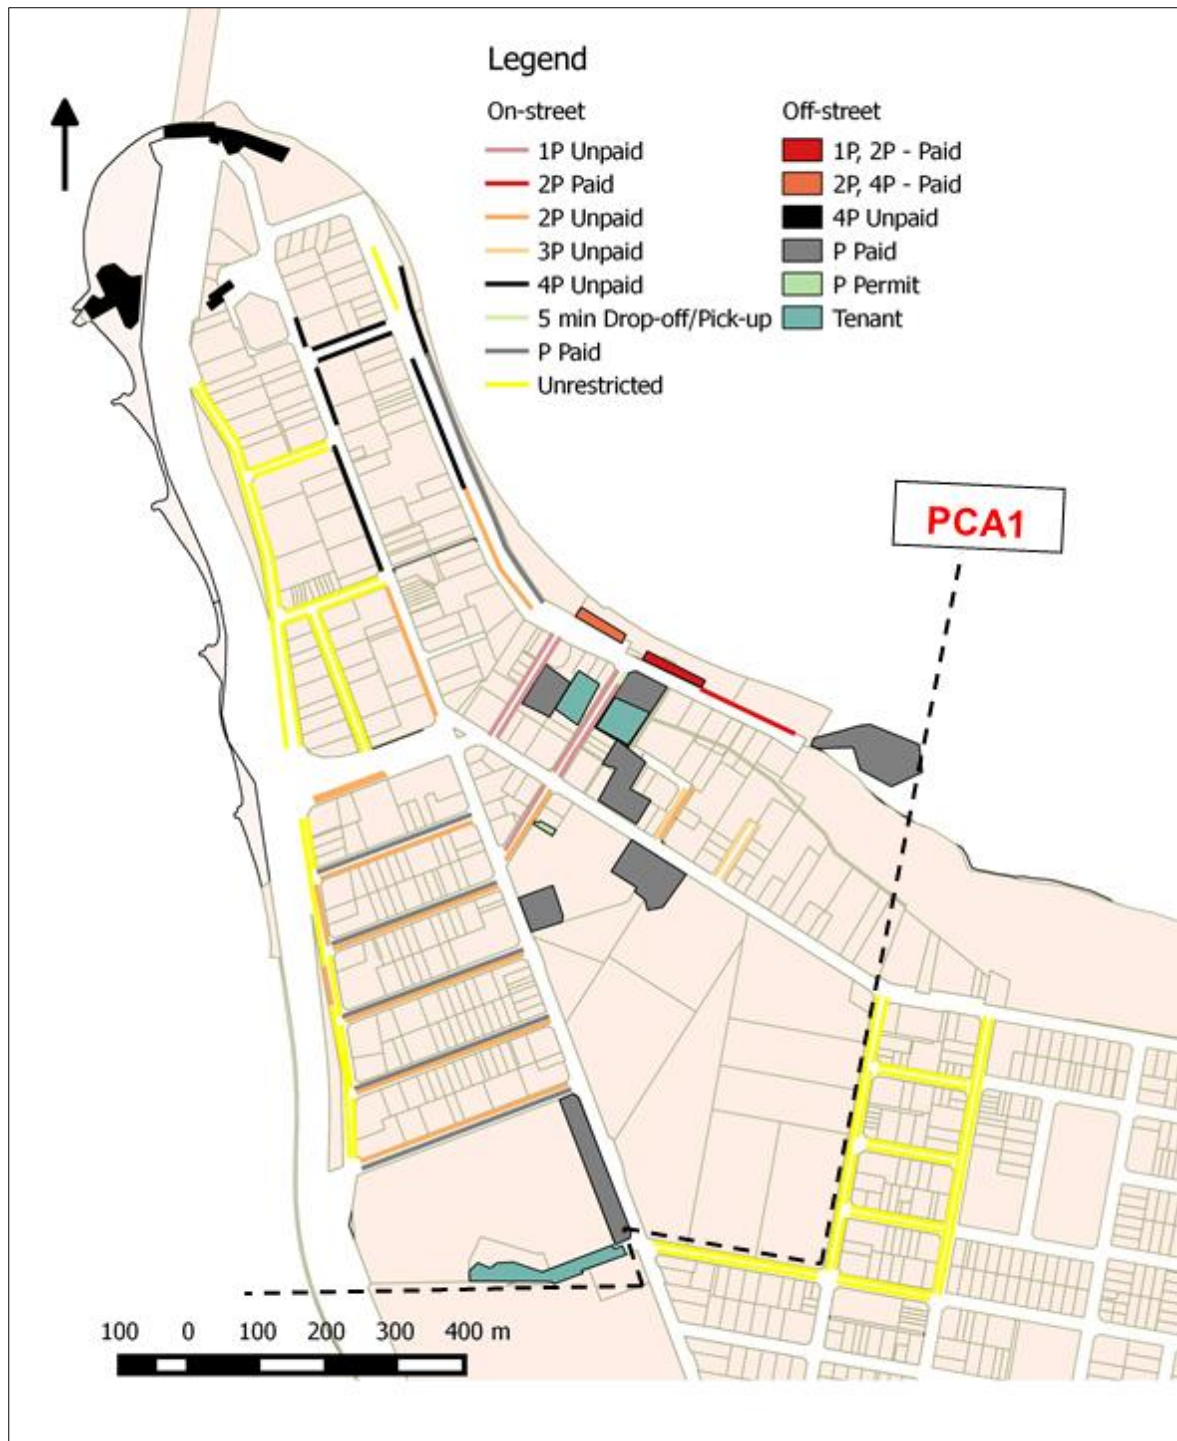 Legend
On-street
1P Unpaid
2P Paid
2P Unpaid
3P Unpaid
4P Unpaid
5 min Drop-off/Pick-up
P Paid
Unrestricted
Off-street
1P, 2P - Paid
2P, 4P - Paid
4P Unpaid
P Paid
P Permit
Tenant
PCA1
100 0 100 200 300 400 m